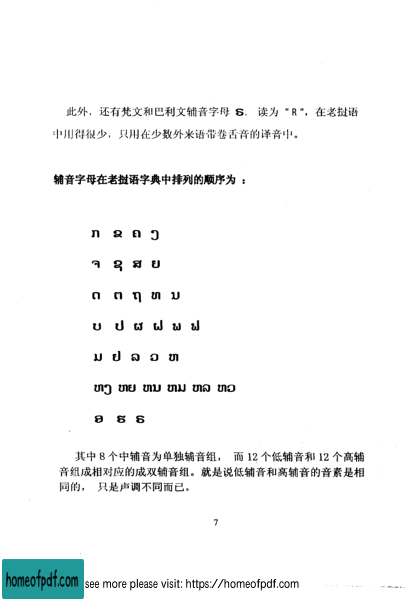 此外，还有梵文和巴利文辅音字母 ຣ．读为 "R"，在老挝语
中用得很少，只用在少数外来语带卷舌音的译音中。
辅音字母在老挝语字典中排列的顺序为：
ກ ຂ ຄ ງ
ຈ ຊ ສ ຍ
ດ ຕ ຖ ທ ນ
ບ ປ ຜ ຝ ພ ຟ
ມ ຢ ລ ວ ຫ
ຫງ ຫຍ ຫນ ຫມ ຫລ ຫວ
ອ ຮ ຣ
其中 8 个中辅音为单独辅音组， 而 12 个低辅音和 12 个高辅
音组成相对应的成双辅音组。就是说低辅音和高辅音的音素是相
同的， 只是声调不同而已。
7
homeofpdf.com
see more please visit: https://homeofpdf.com